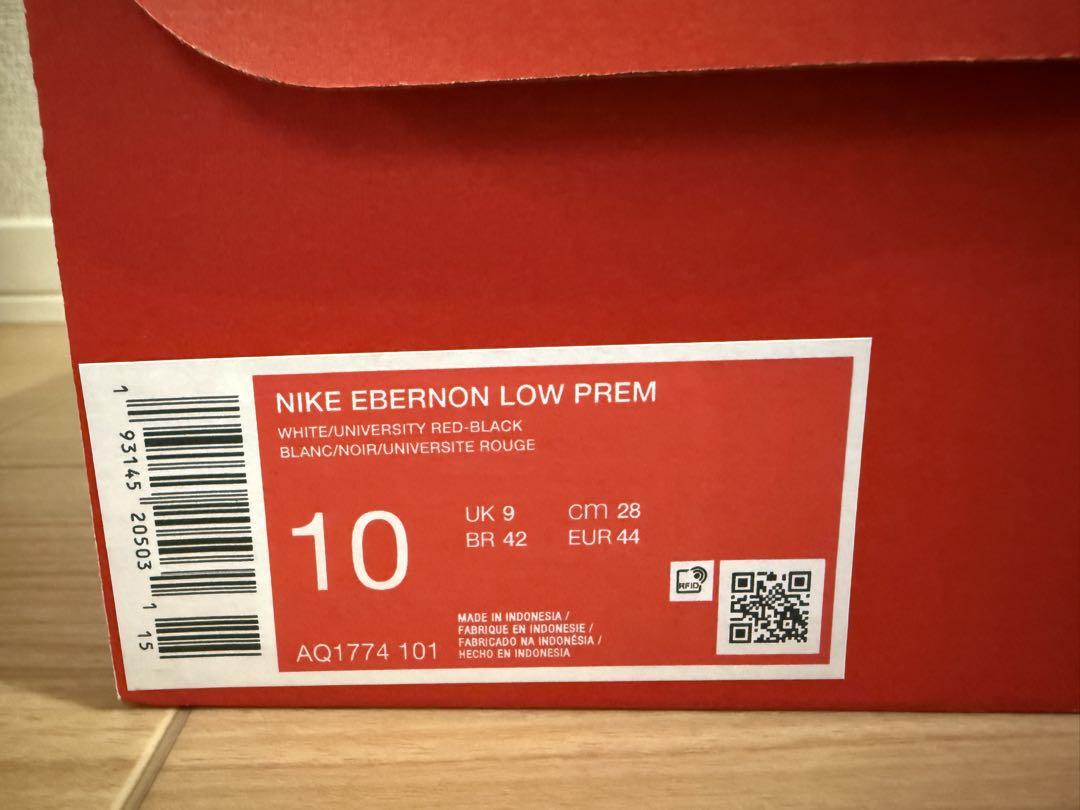 NIKE EBERNON LOW PREM
WHITE/UNIVERSITY RED-BLACK
BLANC/NOIR/UNIVERSITE ROUGE
10
UK 9 cm 28
BR 42 EUR 44
RFID
MADE IN INDONESIA /
FABRIQUE EN INDONESIE /
FABRICADO NA INDONÉSIA /
HECHO EN INDONESIA
AQ1774 101
1 93145 20503 1 15